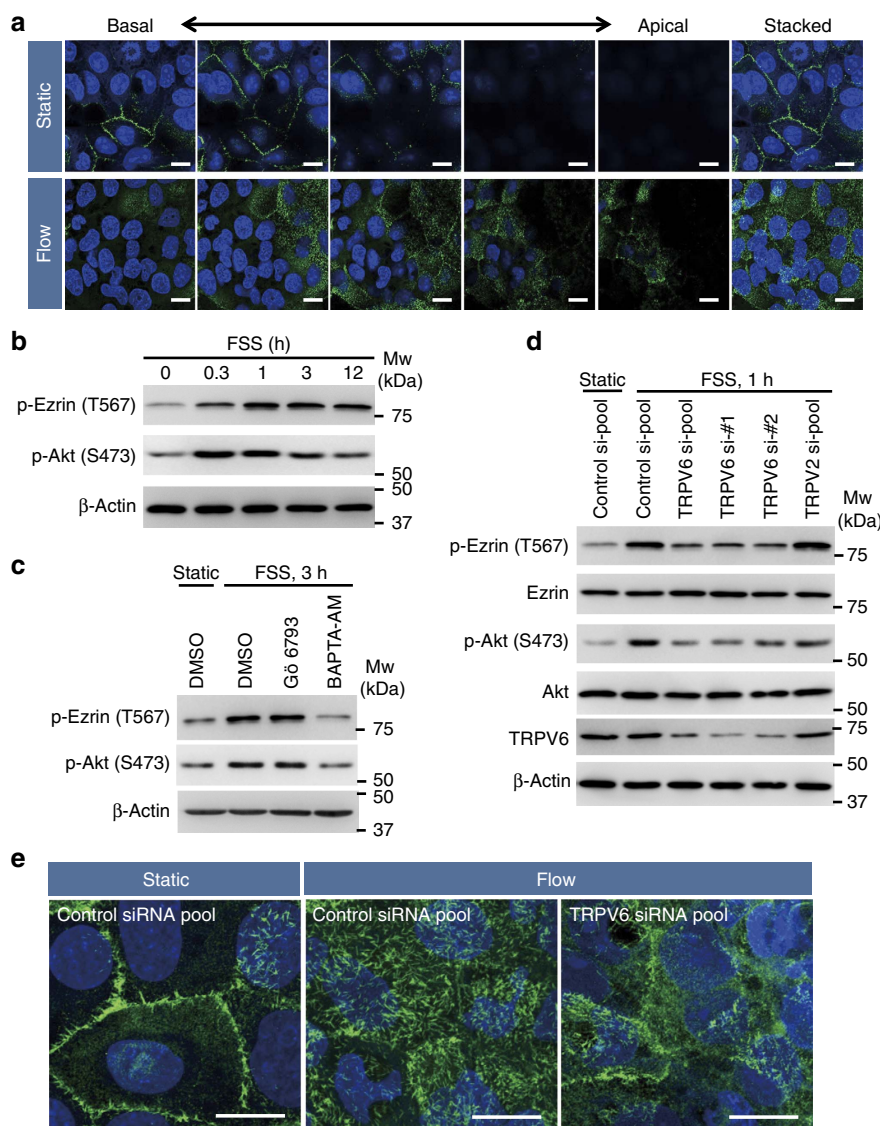 a
Basal
Apical
Stacked
Static
Flow
b
FSS (h)
0 0.3 1 3 12
Mw
(kDa)
p-Ezrin (T567)
75
p-Akt (S473)
50
50
β-Actin
37
c
Static
FSS, 3 h
DMSO
DMSO
Gö 6793
BAPTA-AM
Mw
(kDa)
p-Ezrin (T567)
75
p-Akt (S473)
50
50
β-Actin
37
d
Static
FSS, 1 h
Control si-pool
Control si-pool
TRPV6 si-pool
TRPV6 si-#1
TRPV6 si-#2
TRPV2 si-pool
Mw
(kDa)
p-Ezrin (T567)
75
Ezrin
75
p-Akt (S473)
50
Akt
50
75
TRPV6
50
β-Actin
37
e
Static
Flow
Control siRNA pool
Control siRNA pool
TRPV6 siRNA pool